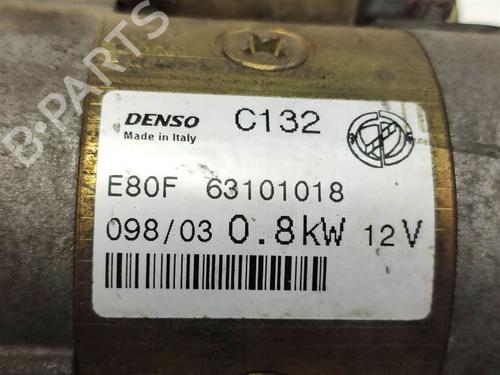 DENSO C132
Made in Italy
E80F 63101018
098/03 0.8kW 12V
B-PARTS